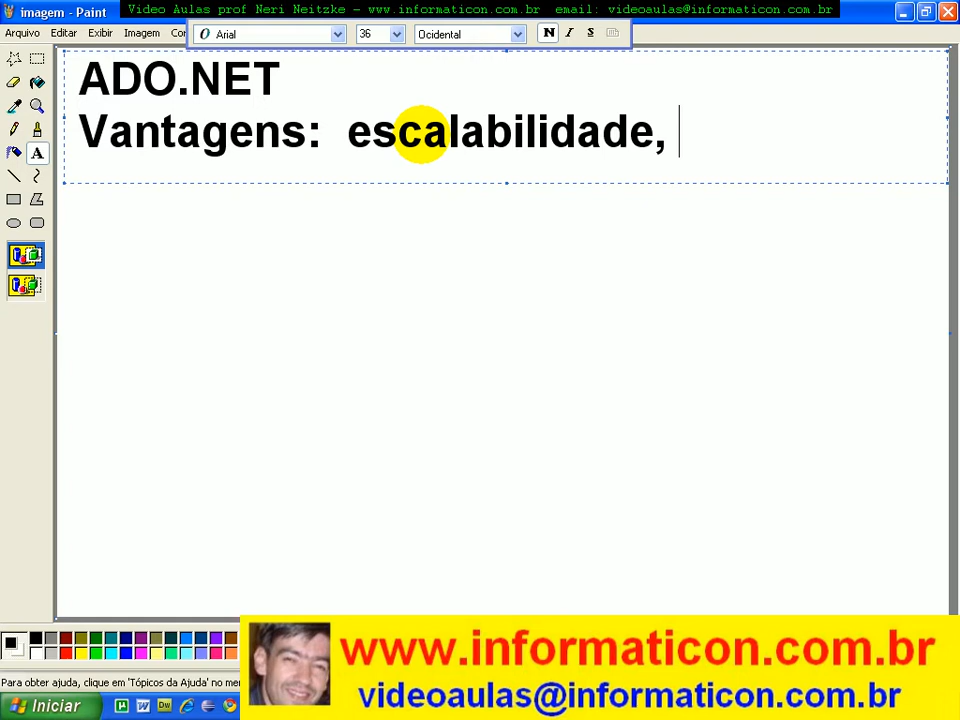 imagem - Paint
Video Aulas prof Neri Neitzke - www.informaticon.com.br email: videoaulas@informaticon.com.br
Arquivo Editar Exibir Imagem Co
Arial 36 Ocidental N I S
ADO.NET
Vantagens: escalabilidade,
A
www.informaticon.com.br
videoaulas@informaticon.com.br
Para obter ajuda, clique em 'Tópicos da Ajuda' no me
Iniciar